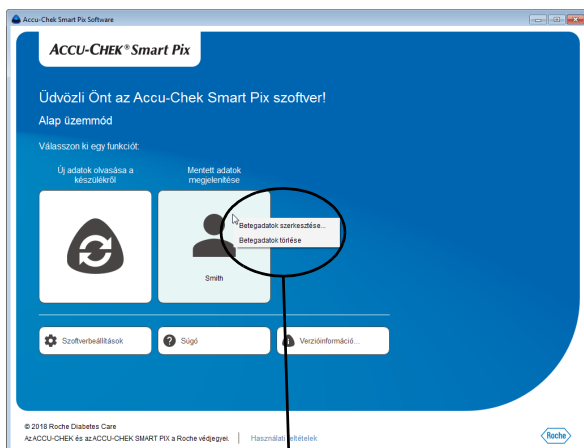 Accu-Chek Smart Pix Software
ACCU-CHEK® Smart Pix
Üdvözli Önt az Accu-Chek Smart Pix szoftver!
Alap üzemmód
Válasszon ki egy funkciót:
Új adatok olvasása a
készülékről
Mentett adatok
megjelenítése
Betegadatok szerkesztése...
Betegadatok törlése
Smith
Szoftverbeállítások
Súgó
Verzióinformáció...
© 2018 Roche Diabetes Care
Az ACCU-CHEK és az ACCU-CHEK SMART PIX a Roche védjegyei.
Használati feltételek
Roche